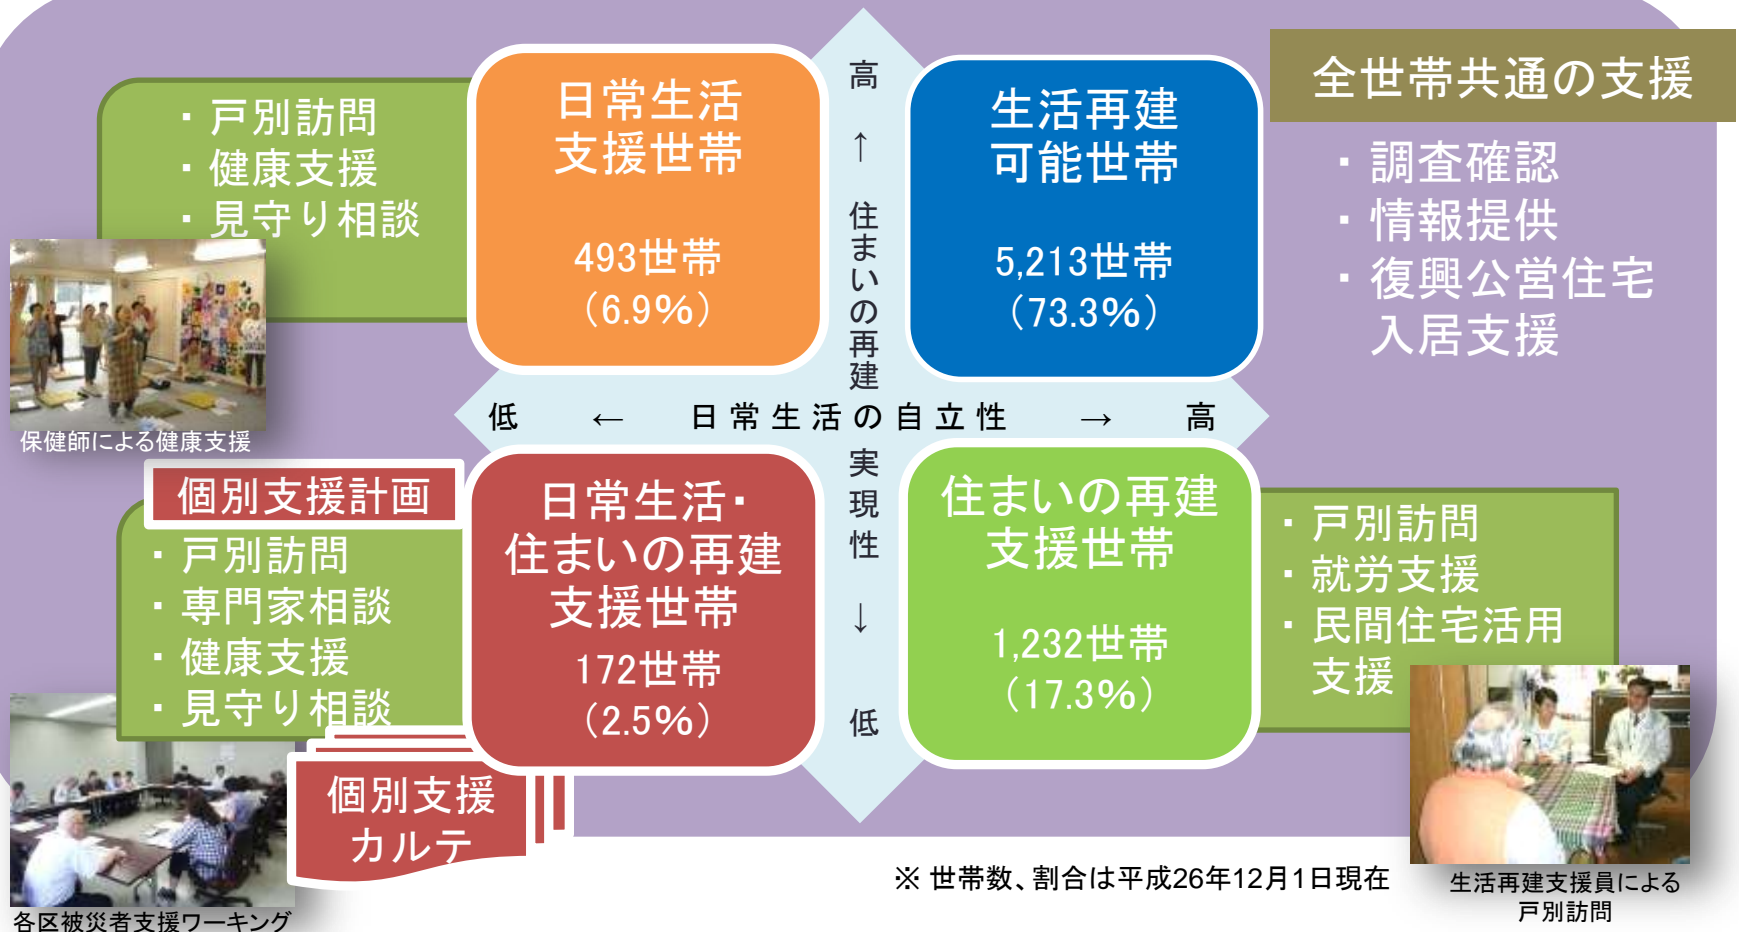 ・戸別訪問
・健康支援
・見守り相談
保健師による健康支援
日常生活
支援世帯
493世帯
（6.9％）
高 ↑ 住まいの再建実現性 ↓ 低
生活再建
可能世帯
5,213世帯
（73.3％）
全世帯共通の支援
・調査確認
・情報提供
・復興公営住宅
入居支援
低 ← 日常生活の自立性 → 高
個別支援計画
・戸別訪問
・専門家相談
・健康支援
・見守り相談
日常生活・
住まいの再建
支援世帯
172世帯
（2.5％）
個別支援
カルテ
各区被災者支援ワーキング
住まいの再建
支援世帯
1,232世帯
（17.3％）
・戸別訪問
・就労支援
・民間住宅活用
支援
生活再建支援員による
戸別訪問
※ 世帯数、割合は平成26年12月1日現在